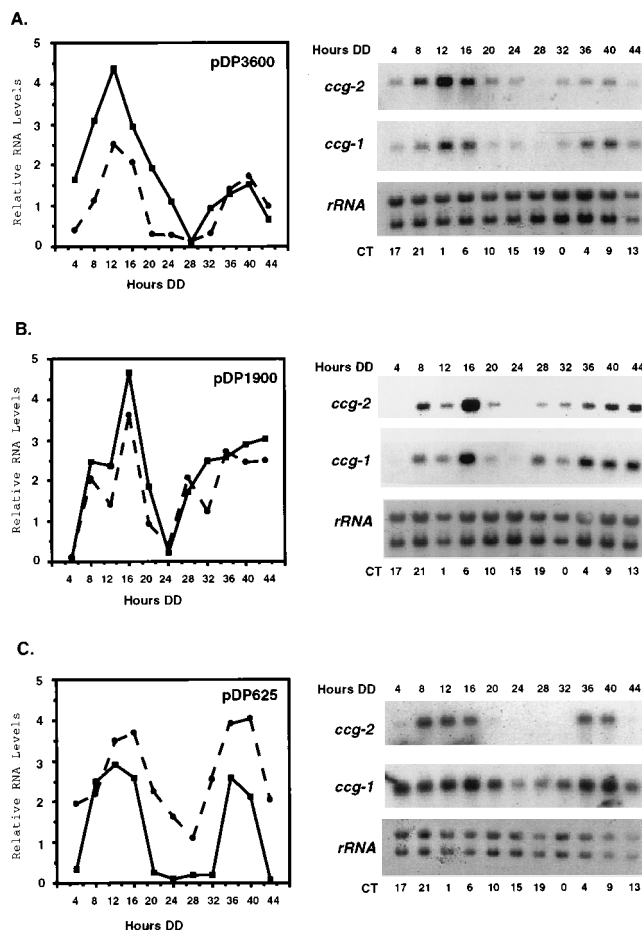 A.
pDP3600
Relative RNA Levels
5
4
3
2
1
0
4 8 12 16 20 24 28 32 36 40 44
Hours DD
Hours DD 4 8 12 16 20 24 28 32 36 40 44
ccg-2
ccg-1
rRNA
CT 17 21 1 6 10 15 19 0 4 9 13
B.
pDP1900
Relative RNA Levels
5
4
3
2
1
0
4 8 12 16 20 24 28 32 36 40 44
Hours DD
Hours DD 4 8 12 16 20 24 28 32 36 40 44
ccg-2
ccg-1
rRNA
CT 17 21 1 6 10 15 19 0 4 9 13
C.
pDP625
Relative RNA Levels
5
4
3
2
1
0
4 8 12 16 20 24 28 32 36 40 44
Hours DD
Hours DD 4 8 12 16 20 24 28 32 36 40 44
ccg-2
ccg-1
rRNA
CT 17 21 1 6 10 15 19 0 4 9 13